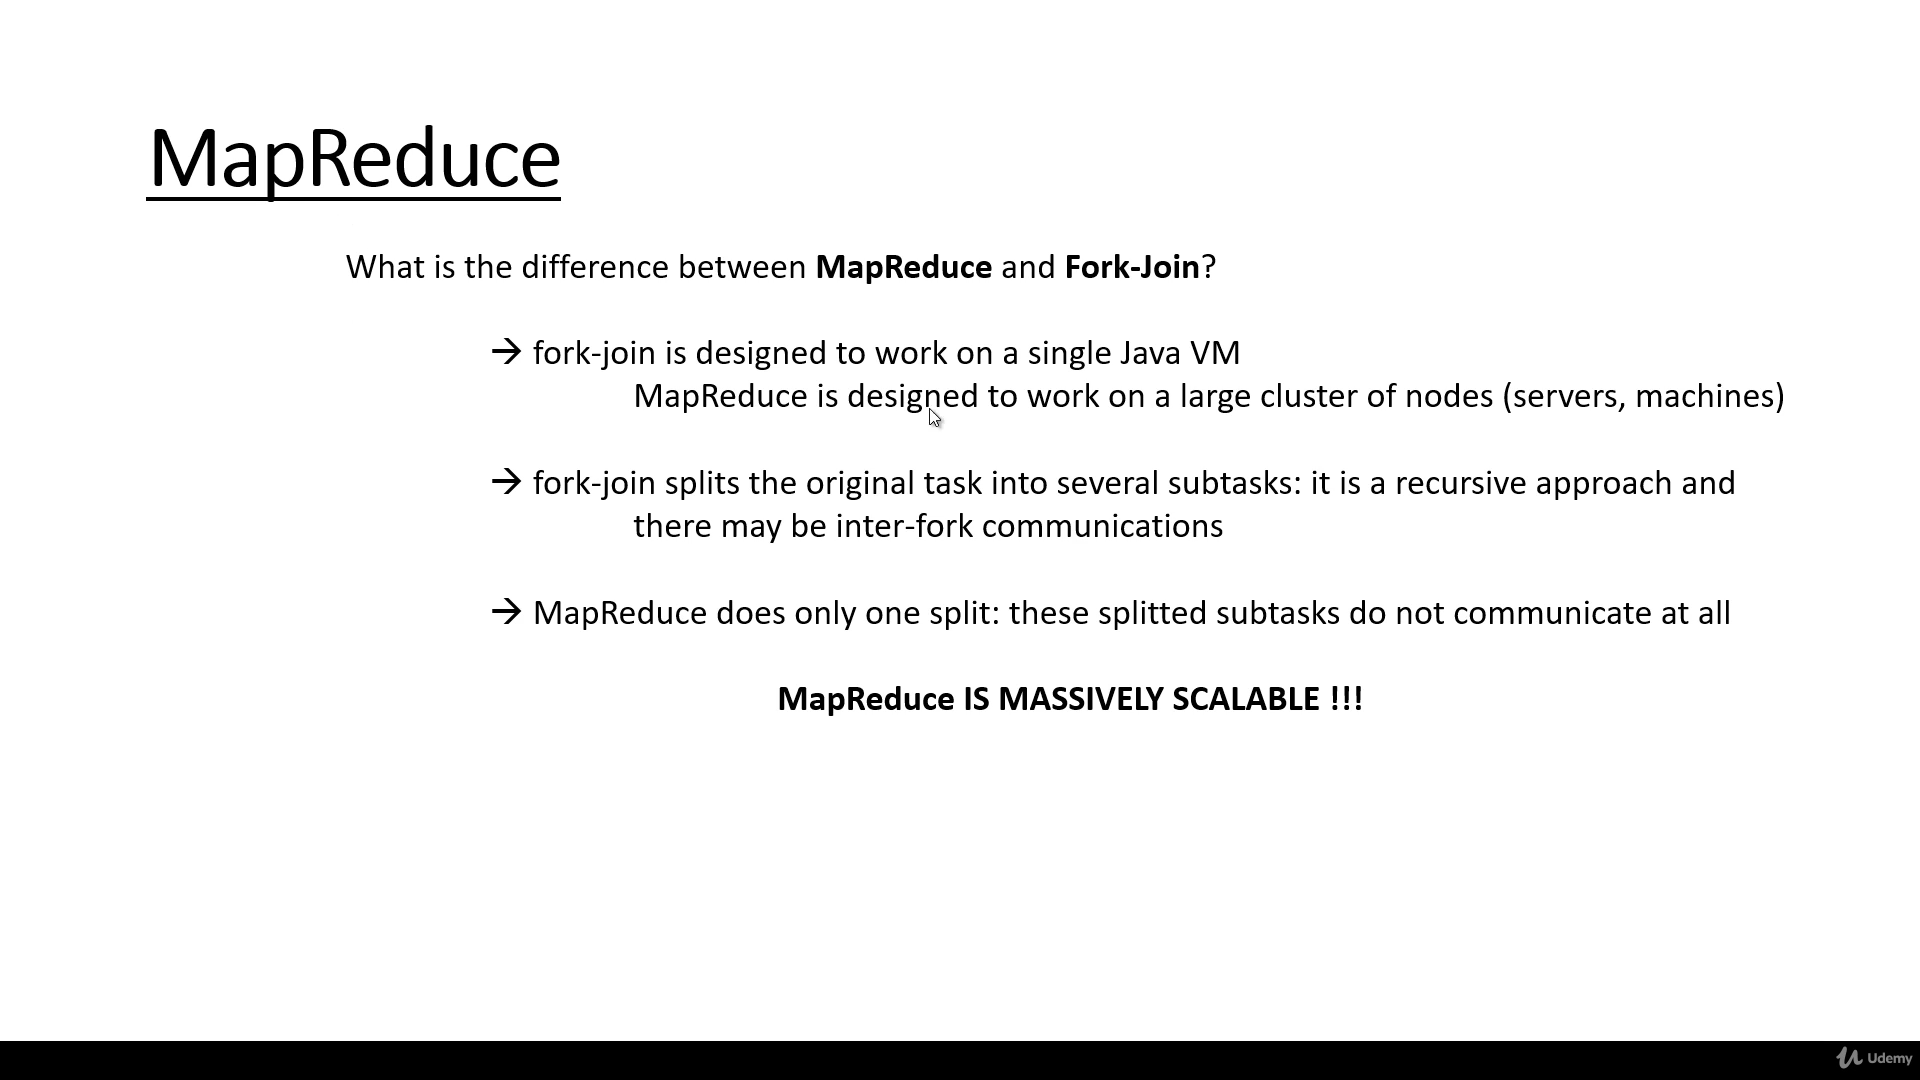 MapReduce
What is the difference between MapReduce and Fork-Join?
→ fork-join is designed to work on a single Java VM
MapReduce is designed to work on a large cluster of nodes (servers, machines)
→ fork-join splits the original task into several subtasks: it is a recursive approach and
there may be inter-fork communications
→ MapReduce does only one split: these splitted subtasks do not communicate at all
MapReduce IS MASSIVELY SCALABLE !!!
Udemy